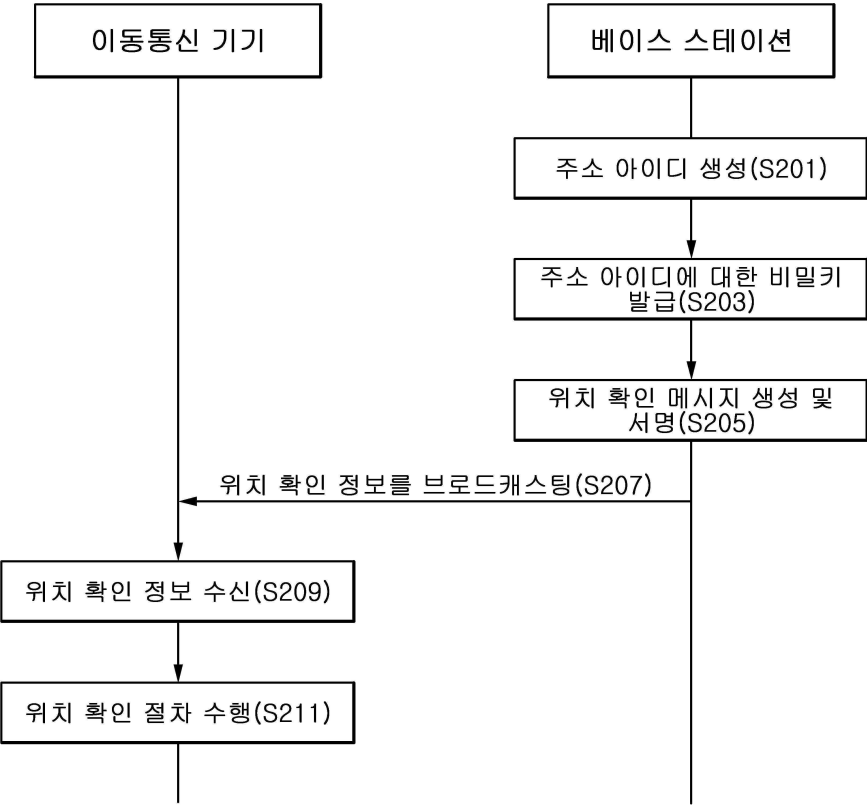 이동통신 기기
베이스 스테이션
주소 아이디 생성(S201)
주소 아이디에 대한 비밀키
발급(S203)
위치 확인 메시지 생성 및
서명(S205)
위치 확인 정보를 브로드캐스팅(S207)
위치 확인 정보 수신(S209)
위치 확인 절차 수행(S211)